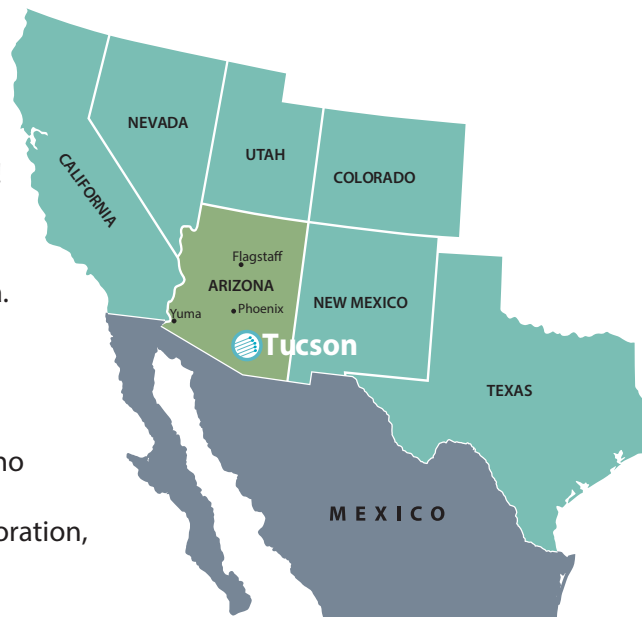 NEVADA
UTAH
COLORADO
CALIFORNIA
Flagstaff
ARIZONA
NEW MEXICO
Phoenix
Yuma
Tucson
TEXAS
no
MEXICO
oration,